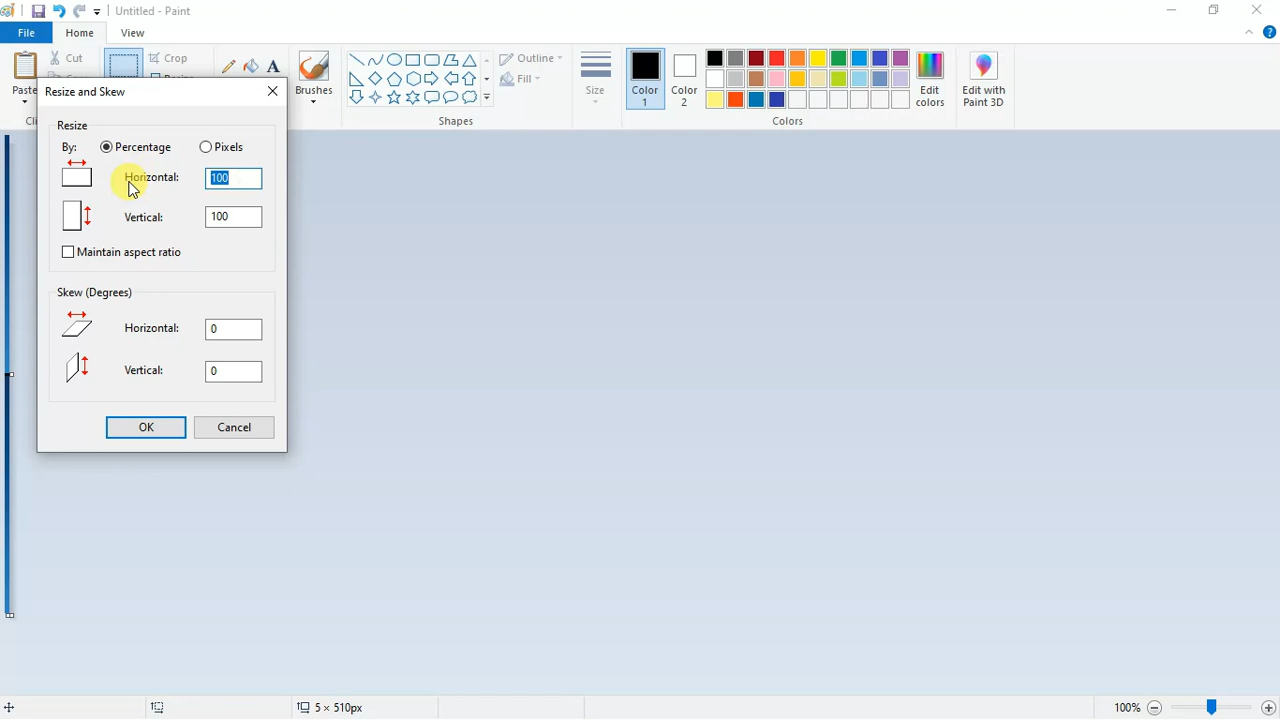 Untitled - Paint
File
Home
View
Paste
Cut
Crop
Brushes
Outline
Fill
Shapes
Size
Color 1
Color 2
Edit colors
Edit with Paint 3D
Colors
Resize and Skew
Resize
By:
Percentage
Pixels
Horizontal:
100
Vertical:
100
Maintain aspect ratio
Skew (Degrees)
Horizontal:
0
Vertical:
0
OK
Cancel
5 × 510px
100%